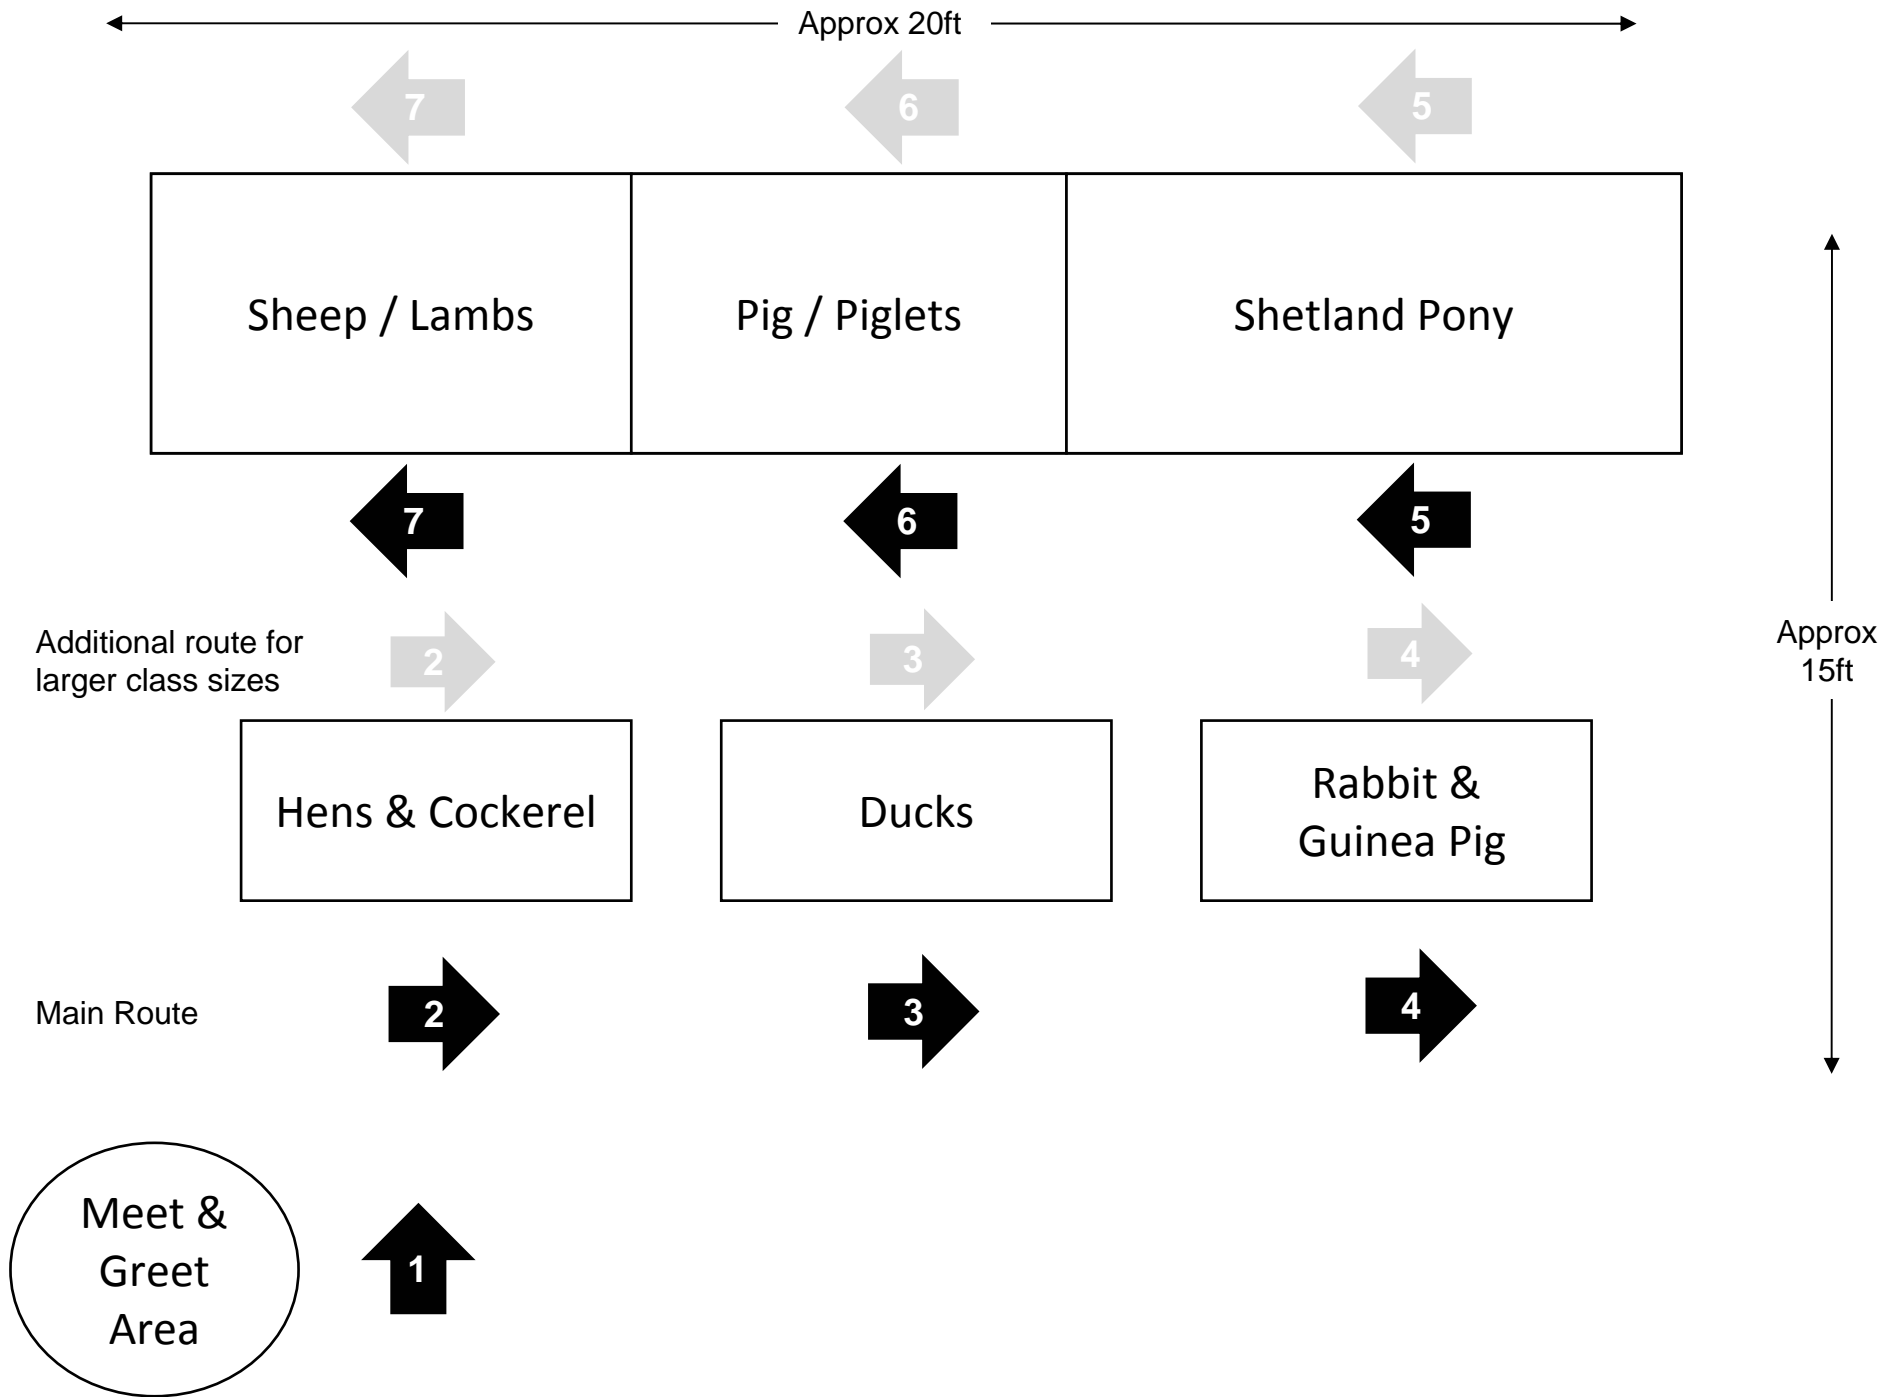 Approx 20ft
7
6
5
Sheep / Lambs
Pig / Piglets
Shetland Pony
7
6
5
Additional route for
larger class sizes
2
3
4
Approx
15ft
Hens & Cockerel
Ducks
Rabbit &
Guinea Pig
Main Route
2
3
4
Meet &
Greet
Area
1